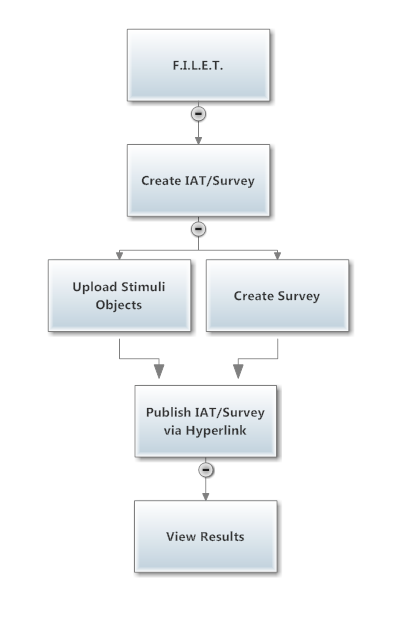 F.I.L.E.T.
Create IAT/Survey
Upload Stimuli
Objects
Create Survey
Publish IAT/Survey
via Hyperlink
View Results